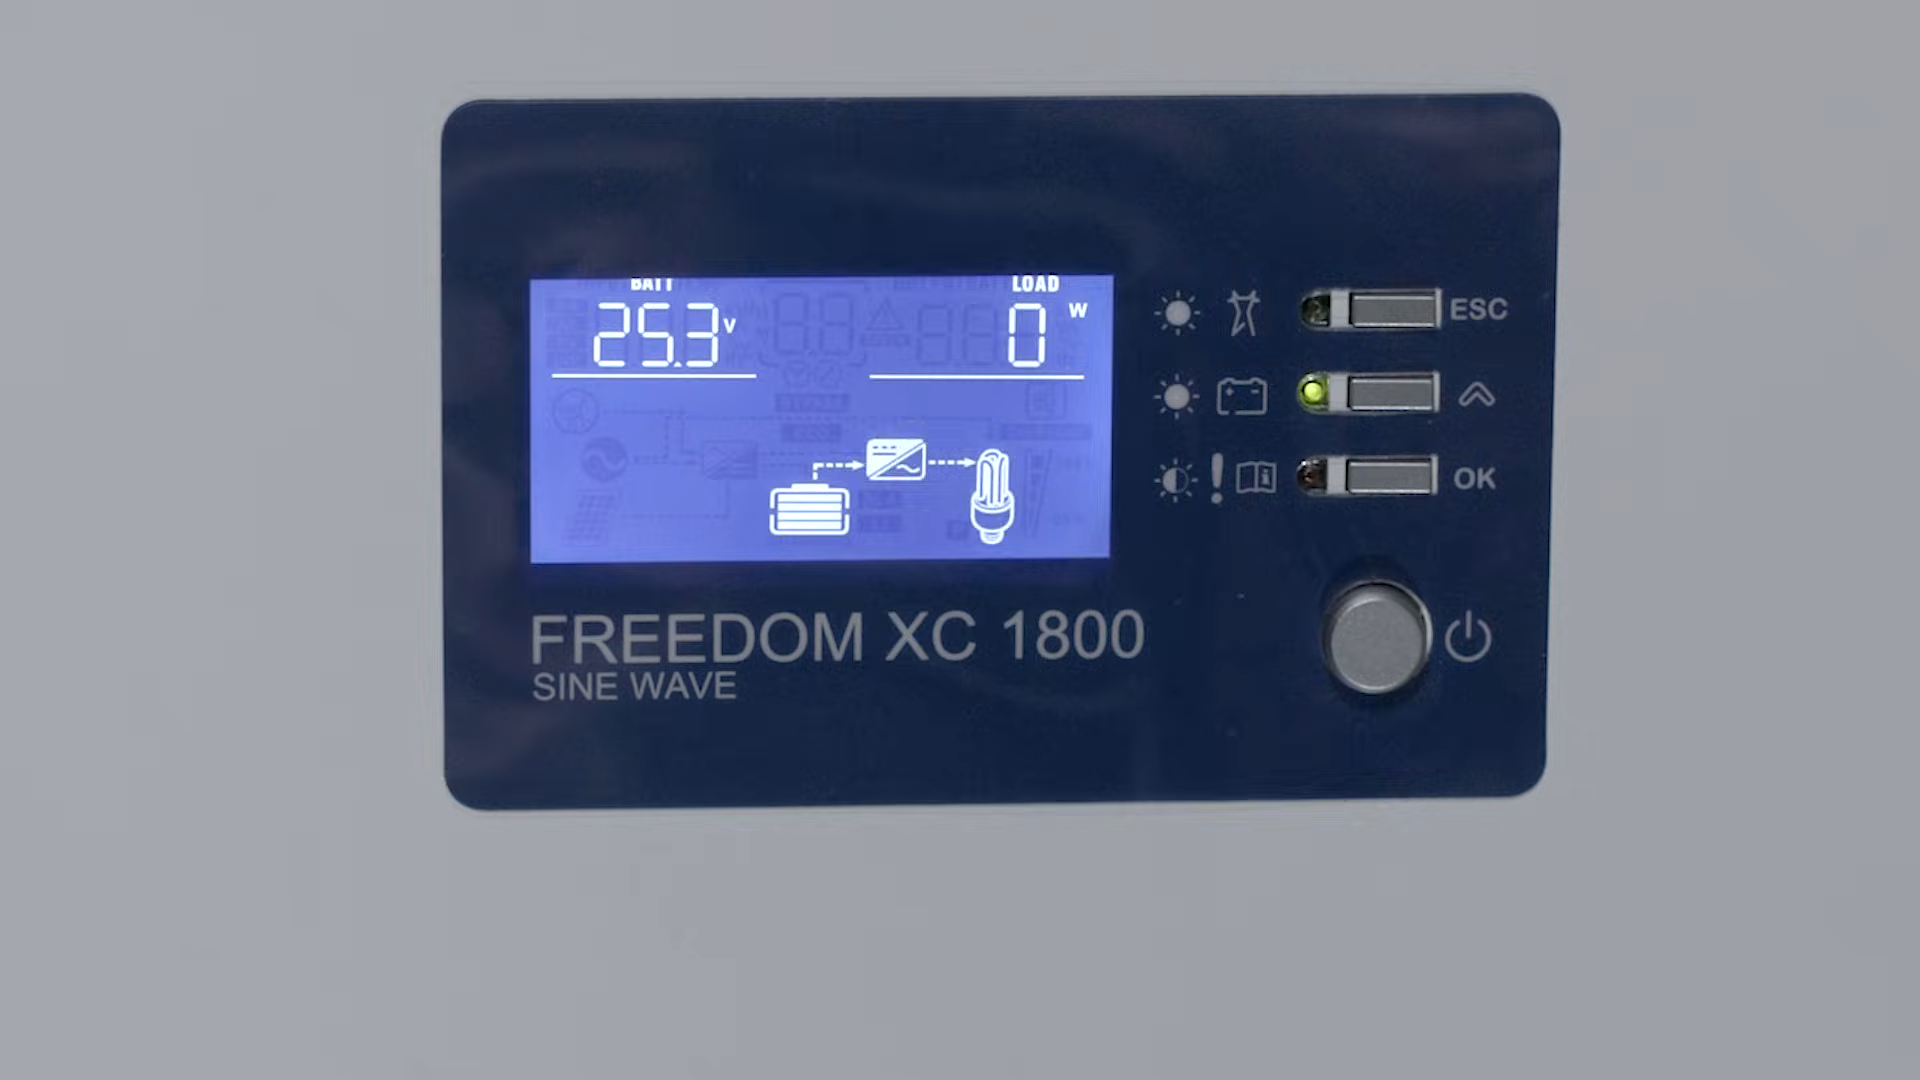 BATT LOAD
25.3 V 0 W
ESC
OK
FREEDOM XC 1800
SINE WAVE